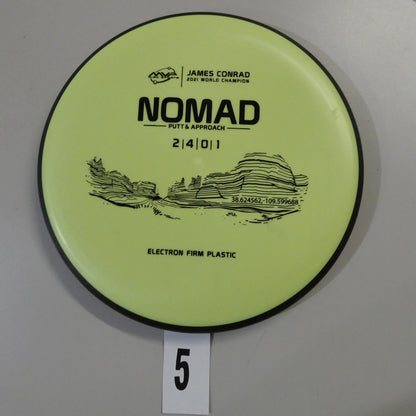 MVP
JAMES CONRAD
2021 WORLD CHAMPION
NOMAD
PUTT & APPROACH
2|4|0|1
38.624562,-109.599688
ELECTRON FIRM PLASTIC
5